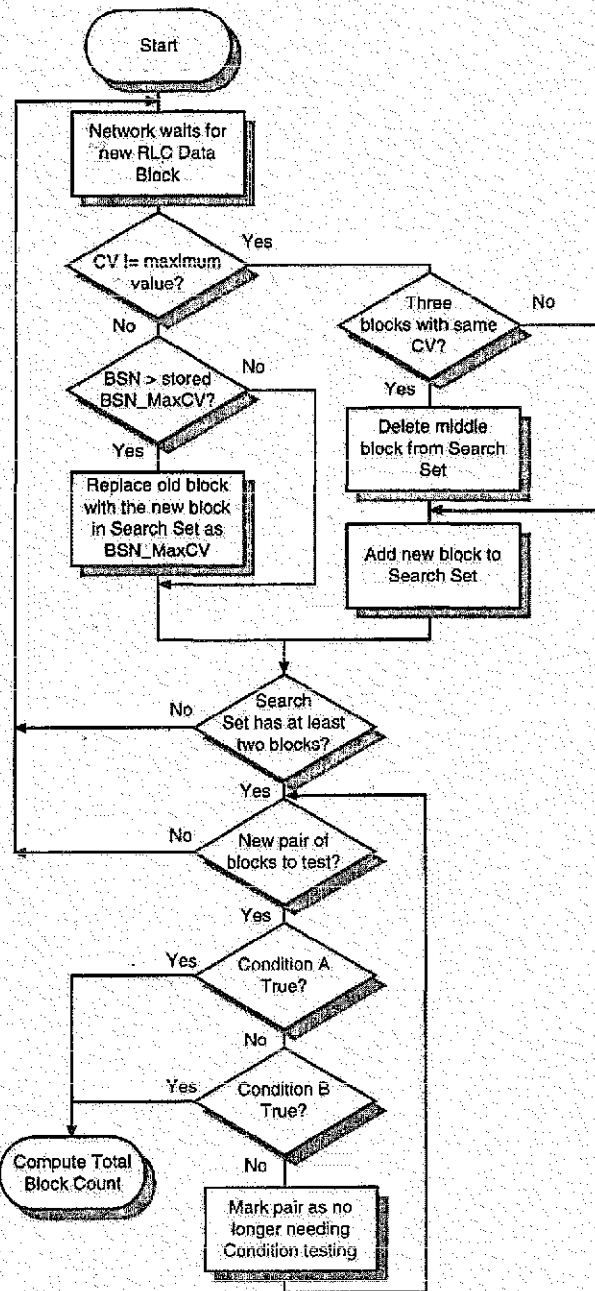 Start
Network waits for
new RLC Data
Block
CV != maximum
value?
Yes
No
Three
blocks with same
CV?
No
Yes
BSN > stored
BSN_MaxCV?
No
Yes
Delete middle
block from Search
Set
Replace old block
with the new block
in Search Set as
BSN_MaxCV
Add new block to
Search Set
Search
Set has at least
two blocks?
No
Yes
New pair of
blocks to test?
No
Yes
Condition A
True?
Yes
No
Condition B
True?
Yes
No
Compute Total
Block Count
Mark pair as no
longer needing
Condition testing